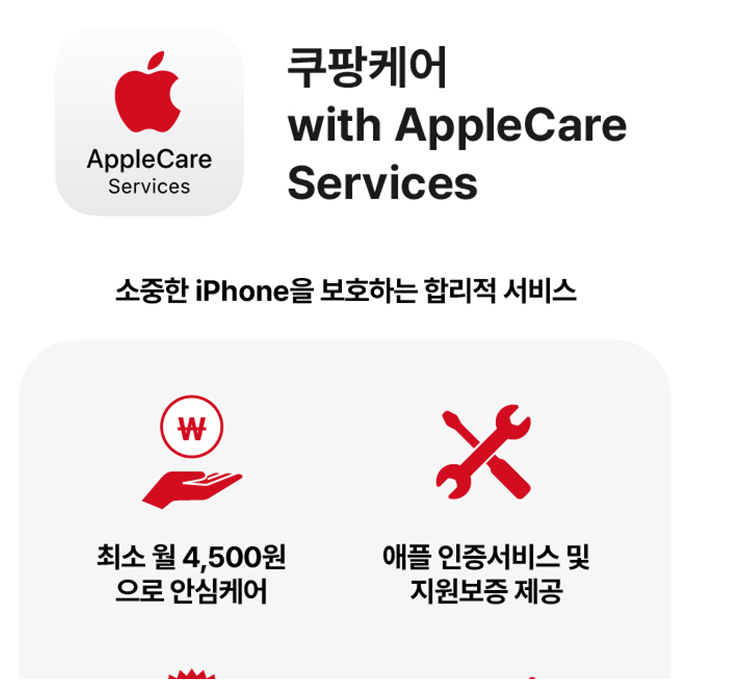 AppleCare
Services
쿠팡케어
with AppleCare
Services
소중한 iPhone을 보호하는 합리적 서비스
₩
최소 월 4,500원
으로 안심케어
애플 인증서비스 및
지원보증 제공